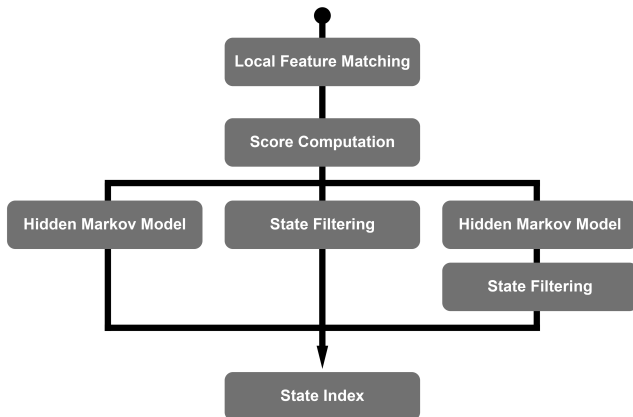 Local Feature Matching
Score Computation
Hidden Markov Model
State Filtering
Hidden Markov Model
State Filtering
State Index